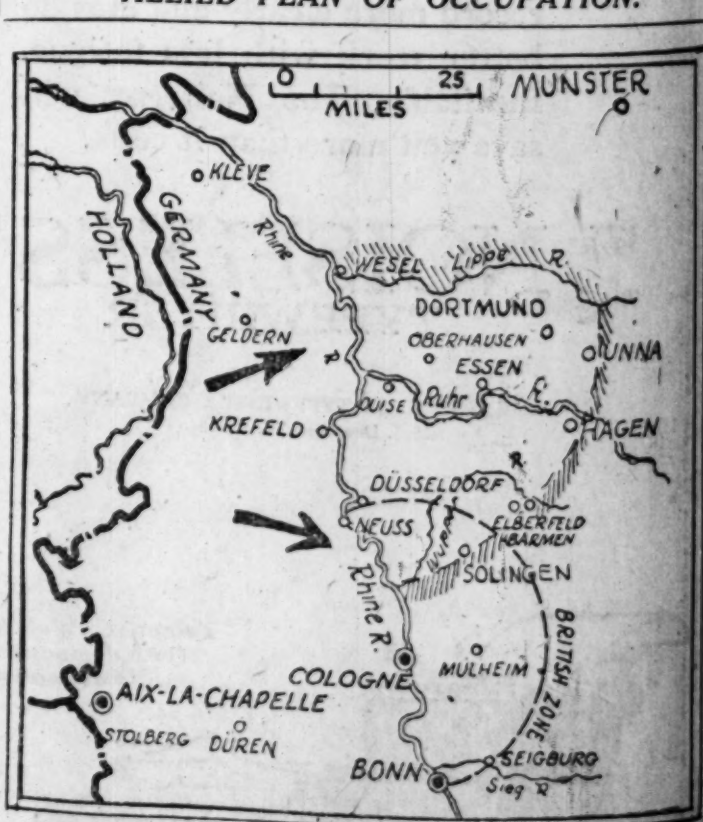 ALLIED PLAN OF OCCUPATION.
0 25
MILES
MUNSTER
KLEVE
Rhine
R.
HOLLAND
GERMANY
WESEL
Lippe R.
DORTMUND
GELDERN
OBERHAUSEN
UNNA
ESSEN
DUISE
Ruhr R.
KREFELD
HAGEN
DÜSSELDORF
R.
NEUSS
ELBERFELD
BARMEN
SOLINGEN
Rhine R.
BRITISH ZONE
COLOGNE
MÜLHEIM
AIX-LA-CHAPELLE
STOLBERG
DÜREN
BONN
SEIGBURG
Sieg R